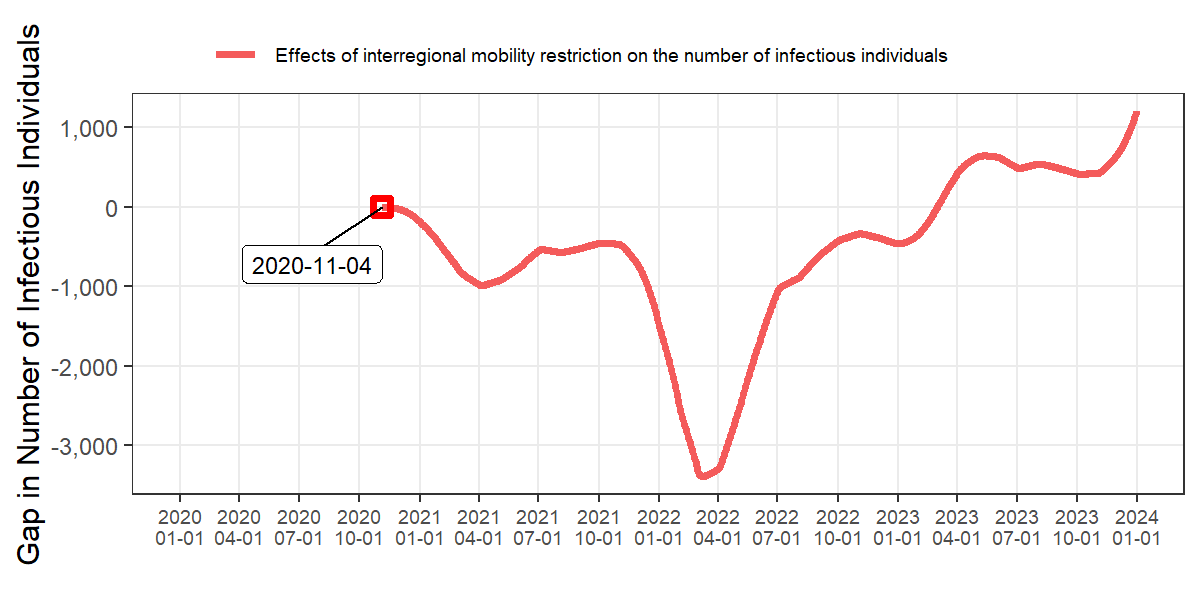 Effects of interregional mobility restriction on the number of infectious individuals
Gap in Number of Infectious Individuals
1,000
0
-1,000
-2,000
-3,000
2020-11-04
2020 2020 2020 2020 2021 2021 2021 2021 2022 2022 2022 2022 2023 2023 2023 2023 2024
01-01 04-01 07-01 10-01 01-01 04-01 07-01 10-01 01-01 04-01 07-01 10-01 01-01 04-01 07-01 10-01 01-01